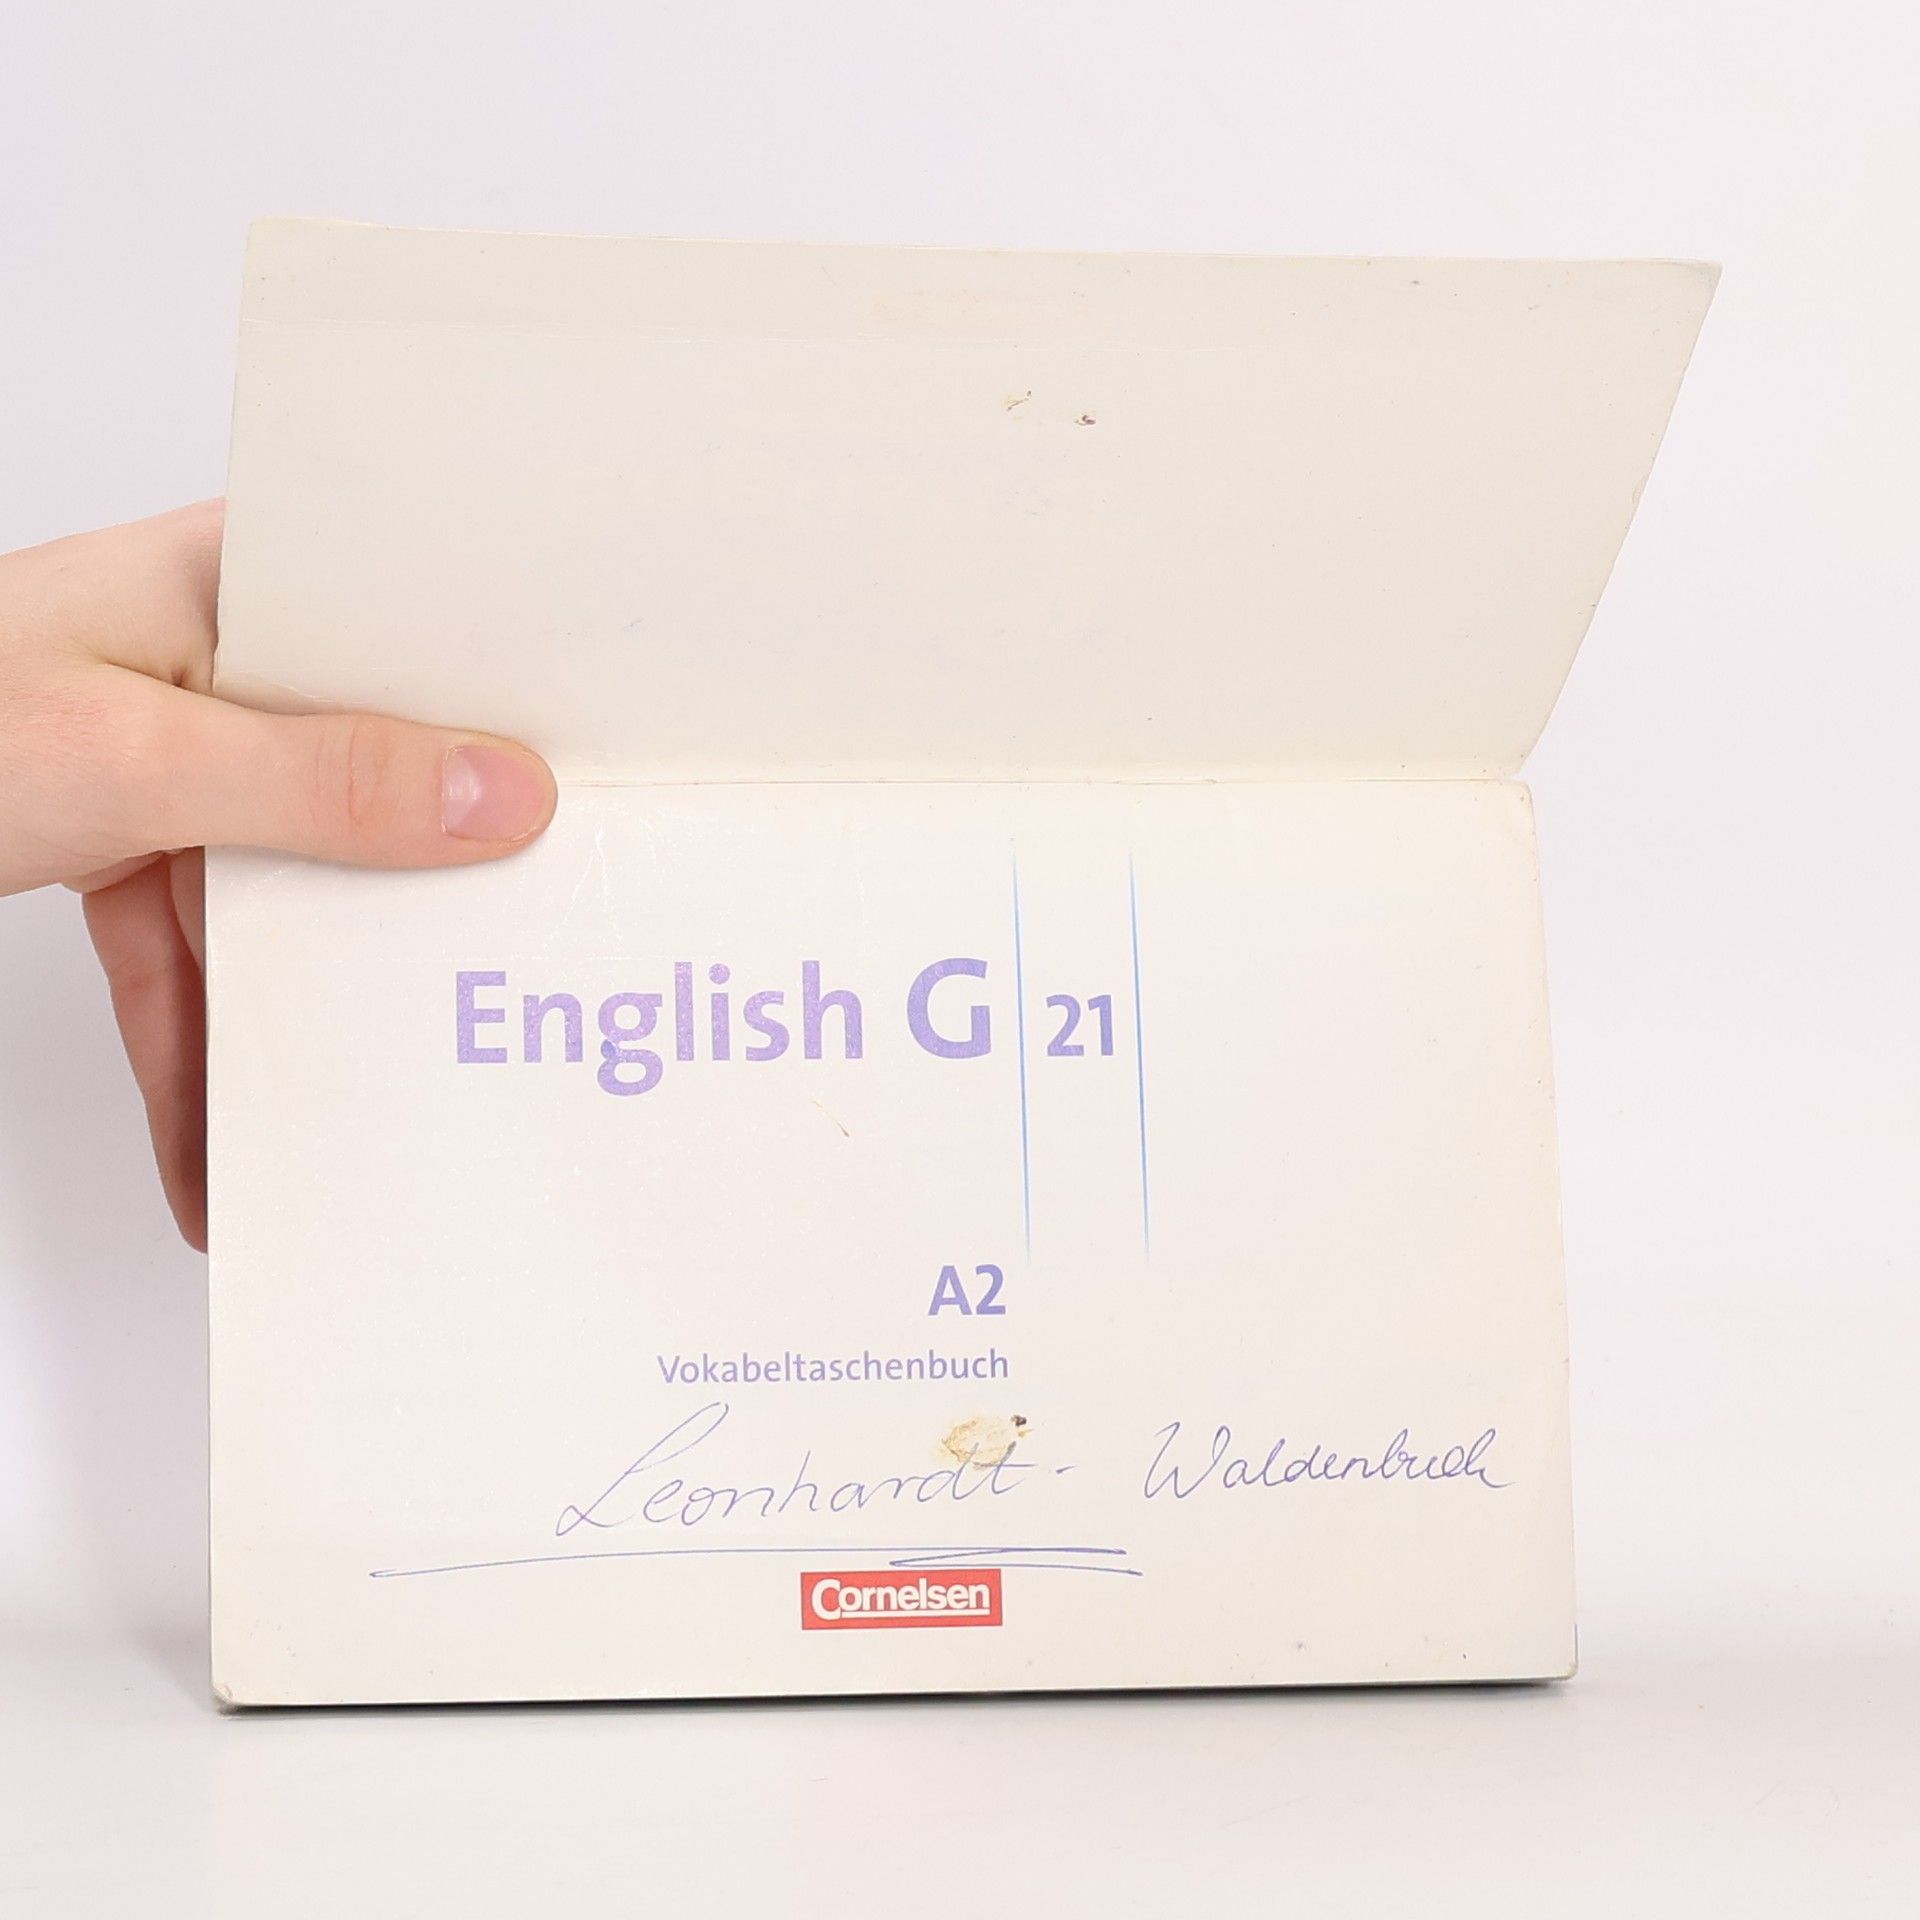 English G 21
A2
Vokabeltaschenbuch
Leonhardt - Waldenbuch
Cornelsen